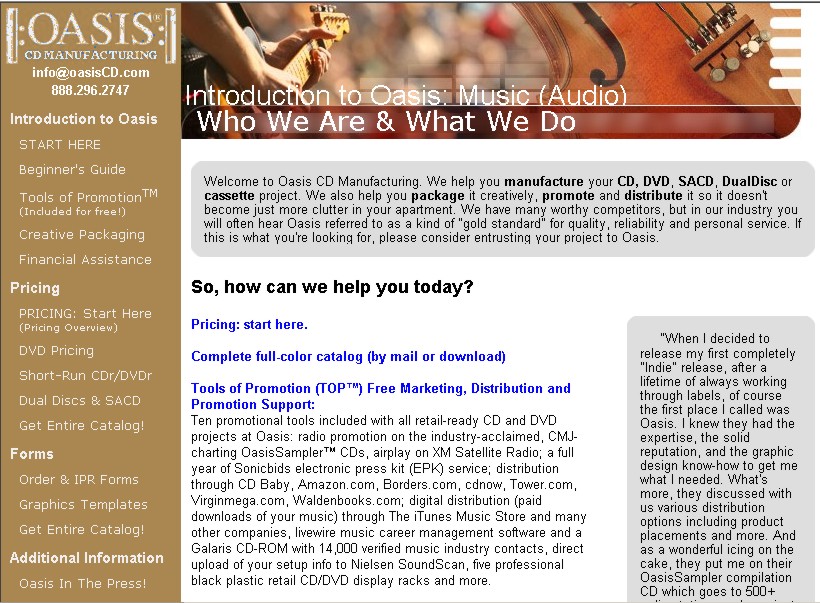 |:OASIS:|®
CD MANUFACTURING
info@oasisCD.com
888.296.2747
Introduction to Oasis
START HERE
Beginner's Guide
Tools of Promotion™
(Included for free!)
Creative Packaging
Financial Assistance
Pricing
PRICING: Start Here
(Pricing Overview)
DVD Pricing
Short-Run CDr/DVDr
Dual Discs & SACD
Get Entire Catalog!
Forms
Order & IPR Forms
Graphics Templates
Get Entire Catalog!
Additional Information
Oasis In The Press!
Introduction to Oasis: Music (Audio)
Who We Are & What We Do
Welcome to Oasis CD Manufacturing. We help you manufacture your CD, DVD, SACD, DualDisc or
cassette project. We also help you package it creatively, promote and distribute it so it doesn't
become just more clutter in your apartment. We have many worthy competitors, but in our industry you
will often hear Oasis referred to as a kind of "gold standard" for quality, reliability and personal service. If
this is what you're looking for, please consider entrusting your project to Oasis.
So, how can we help you today?
Pricing: start here.
Complete full-color catalog (by mail or download)
Tools of Promotion (TOP™) Free Marketing, Distribution and
Promotion Support:
Ten promotional tools included with all retail-ready CD and DVD
projects at Oasis: radio promotion on the industry-acclaimed, CMJ-
charting OasisSampler™ CDs, airplay on XM Satellite Radio; a full
year of Sonicbids electronic press kit (EPK) service; distribution
through CD Baby, Amazon.com, Borders.com, cdnow, Tower.com,
Virginmega.com, Waldenbooks.com; digital distribution (paid
downloads of your music) through The iTunes Music Store and many
other companies, livewire music career management software and a
Galaris CD-ROM with 14,000 verified music industry contacts, direct
upload of your setup info to Nielsen SoundScan, five professional
black plastic retail CD/DVD display racks and more.
"When I decided to
release my first completely
"Indie" release, after a
lifetime of always working
through labels, of course
the first place I called was
Oasis. I knew they had the
expertise, the solid
reputation, and the graphic
design know-how to get me
what I needed. What's
more, they discussed with
us various distribution
options including product
placements and more. And
as a wonderful icing on the
cake, they put me on their
OasisSampler compilation
CD which goes to 500+